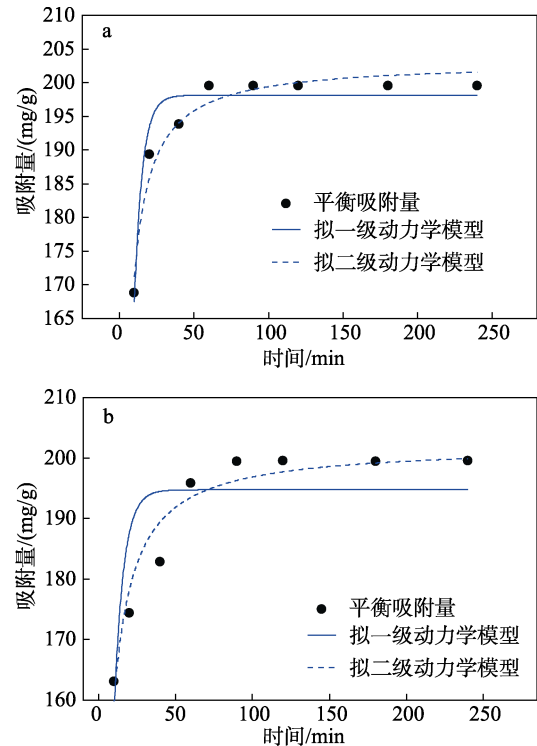 210
a
205
200
195
190
185
180
175
170
165
吸附量/(mg/g)
平衡吸附量
拟一级动力学模型
拟二级动力学模型
0 50 100 150 200 250
时间/min
210
b
200
190
180
170
160
吸附量/(mg/g)
平衡吸附量
拟一级动力学模型
拟二级动力学模型
0 50 100 150 200 250
时间/min